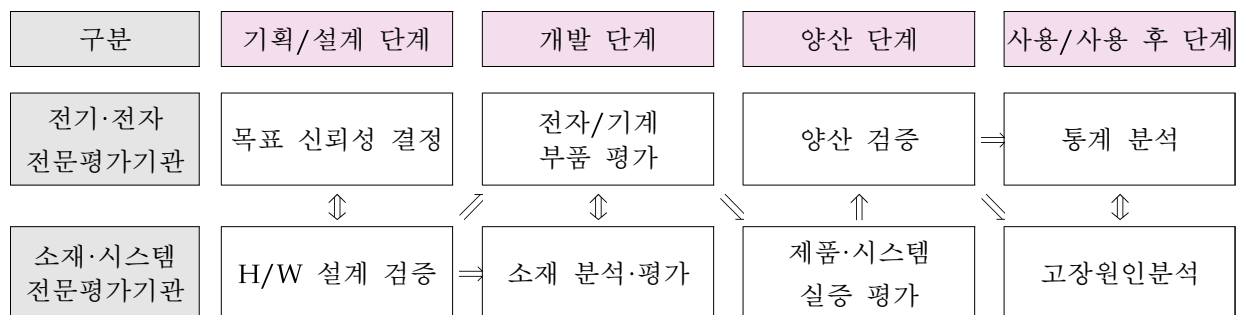 구분
기획/설계 단계
개발 단계
양산 단계
사용/사용 후 단계
전기·전자
전문평가기관
목표 신뢰성 결정
전자/기계
부품 평가
양산 검증
⇒
통계 분석
⇕
⇕
⇑
⇕
소재·시스템
전문평가기관
H/W 설계 검증
⇒
소재 분석·평가
제품·시스템
실증 평가
고장원인분석